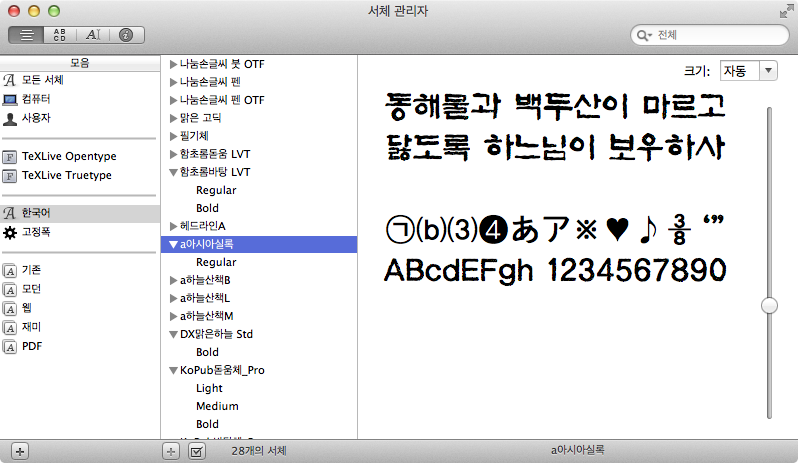 서체 관리자
A B
C D
A
i
전체
모음
모든 서체
컴퓨터
사용자
TeXLive Opentype
TeXLive Truetype
한국어
고정폭
기존
모던
웹
재미
PDF
나눔손글씨 붓 OTF
나눔손글씨 펜
나눔손글씨 펜 OTF
맑은 고딕
필기체
함초롬돋움 LVT
함초롬바탕 LVT
Regular
Bold
헤드라인A
a아시아실록
Regular
a하늘산책B
a하늘산책L
a하늘산책M
DX맑은하늘 Std
Bold
KoPub돋움체_Pro
Light
Medium
Bold
크기: 자동
동해물과 백두산이 마르고
닳도록 하느님이 보우하사
㉠⒝⑶❹あア※♥♪⅜‘”
ABcdEFgh 1234567890
28개의 서체
a아시아실록